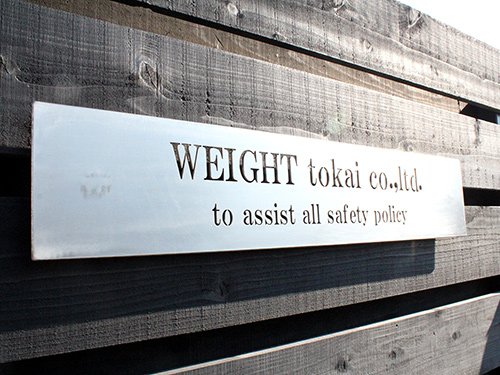 WEIGHT tokai co.,ltd.
to assist all safety policy